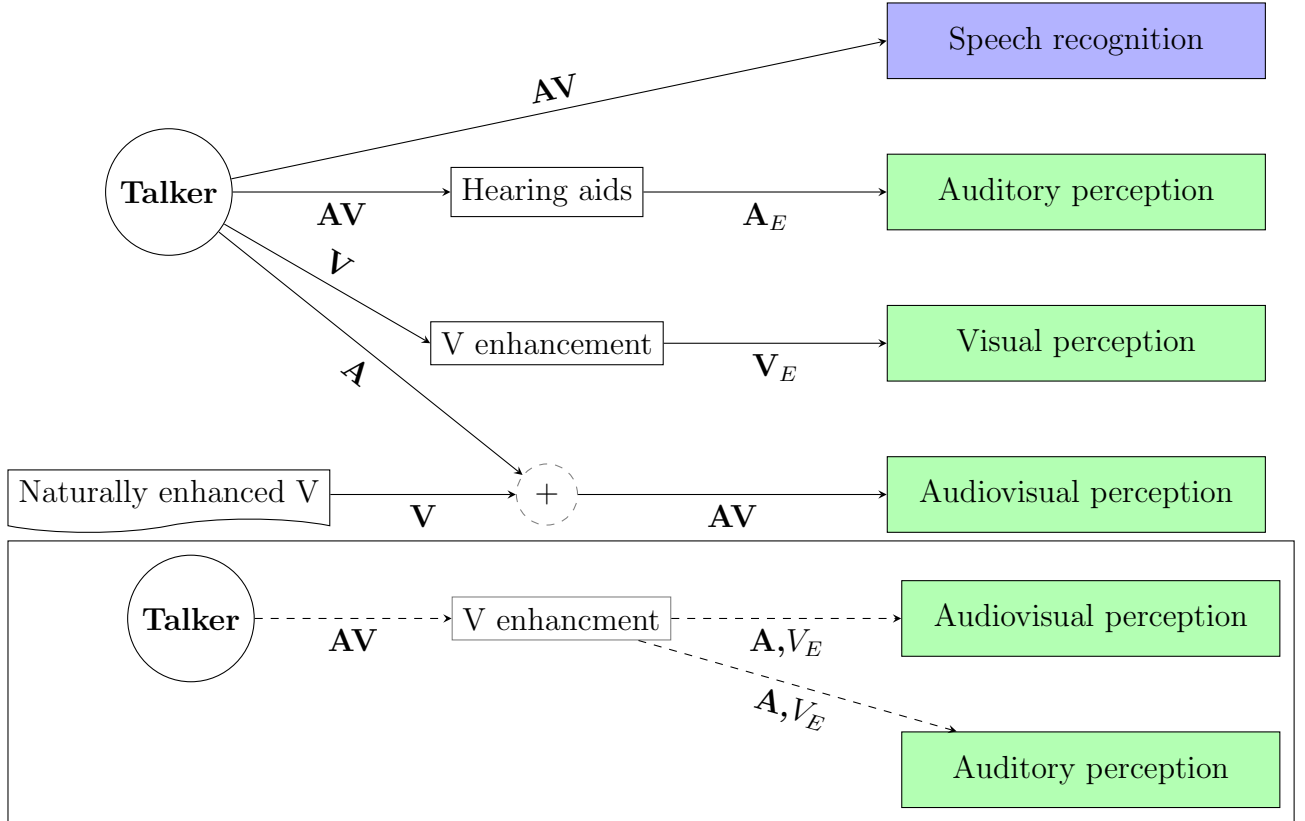 Speech recognition
AV
Talker
Hearing aids
Auditory perception
AV
A_E
V
V enhancement
Visual perception
V_E
A
Naturally enhanced V
+
Audiovisual perception
V
AV
Talker
V enhancment
Audiovisual perception
AV
A,V_E
A,V_E
Auditory perception